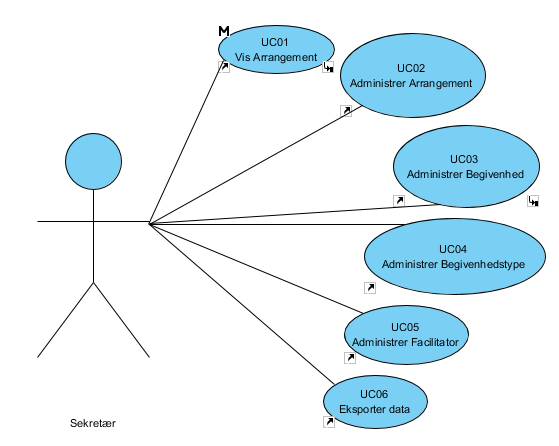 M
UC01
Vis Arrangement
UC02
Administrer Arrangement
UC03
Administrer Begivenhed
UC04
Administrer Begivenhedstype
UC05
Administrer Facilitator
UC06
Eksporter data
Sekretær